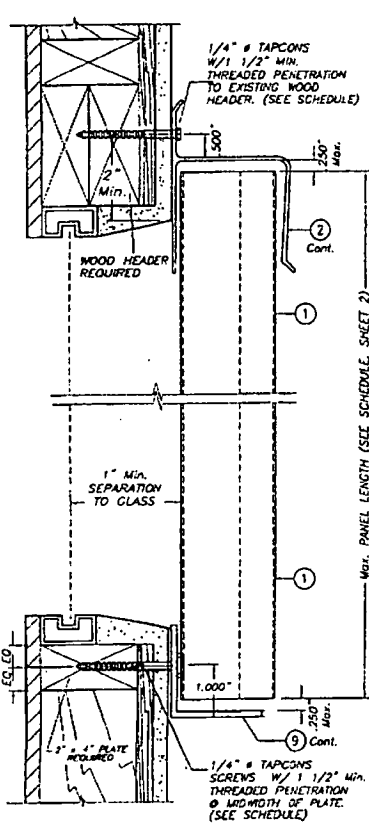 1/4" ø TAPCONS
W/1 1/2" MIN.
THREADED PENETRATION
TO EXISTING WOOD
HEADER. (SEE SCHEDULE)
.500"
.250"
Max.
2"
Min.
2
Cont.
WOOD HEADER
REQUIRED
1
Max. PANEL LENGTH (SEE SCHEDULE, SHEET 2)
1" Min.
SEPARATION
TO GLASS
1
EQ EQ
1.000"
2" x 4" PLATE
REQUIRED
.250"
Max.
9 Cont.
1/4" ø TAPCONS
SCREWS W/ 1 1/2" Min.
THREADED PENETRATION
@ MIDWIDTH OF PLATE.
(SEE SCHEDULE)